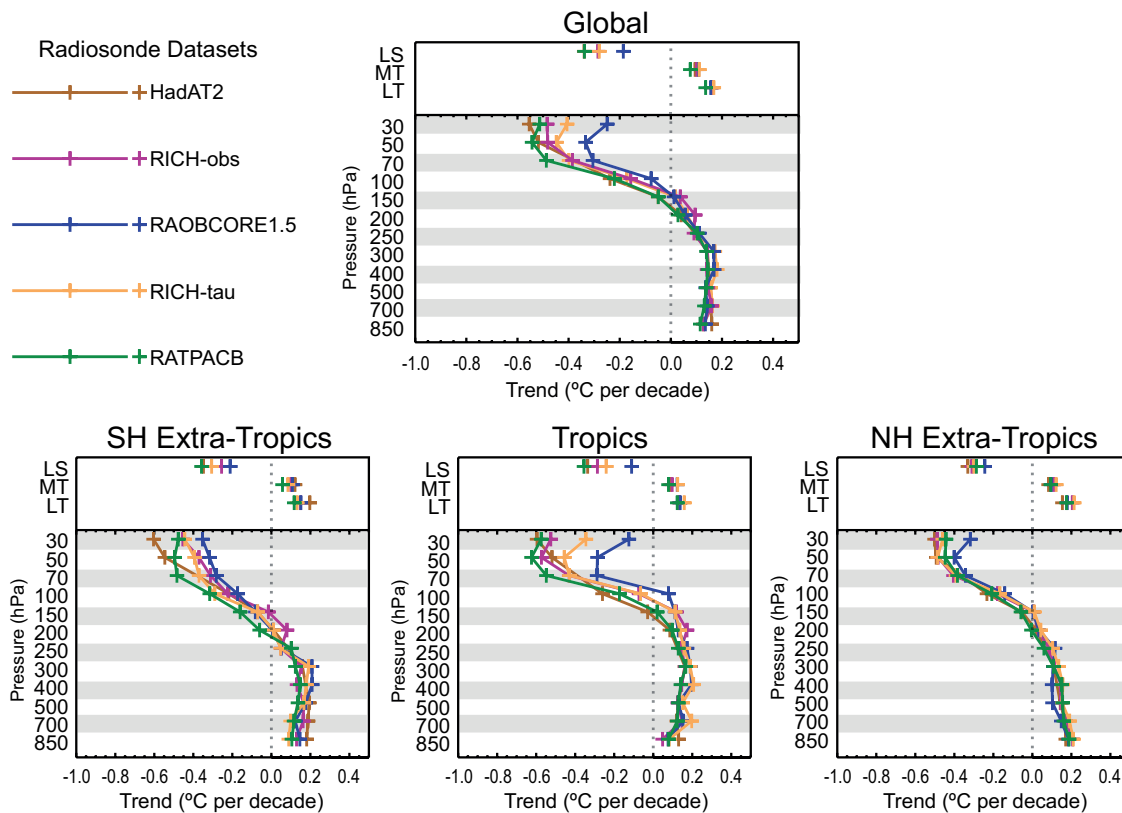 Global
Radiosonde Datasets
HadAT2
RICH-obs
RAOBCORE1.5
RICH-tau
RATPACB
LS
MT
LT
30
50
70
100
150
200
250
300
400
500
700
850
Pressure (hPa)
-1.0 -0.8 -0.6 -0.4 -0.2 0.0 0.2 0.4
Trend (ºC per decade)
SH Extra-Tropics
LS
MT
LT
30
50
70
100
150
200
250
300
400
500
700
850
Pressure (hPa)
-1.0 -0.8 -0.6 -0.4 -0.2 0.0 0.2 0.4
Trend (ºC per decade)
Tropics
LS
MT
LT
30
50
70
100
150
200
250
300
400
500
700
850
Pressure (hPa)
-1.0 -0.8 -0.6 -0.4 -0.2 0.0 0.2 0.4
Trend (ºC per decade)
NH Extra-Tropics
LS
MT
LT
30
50
70
100
150
200
250
300
400
500
700
850
Pressure (hPa)
-1.0 -0.8 -0.6 -0.4 -0.2 0.0 0.2 0.4
Trend (ºC per decade)